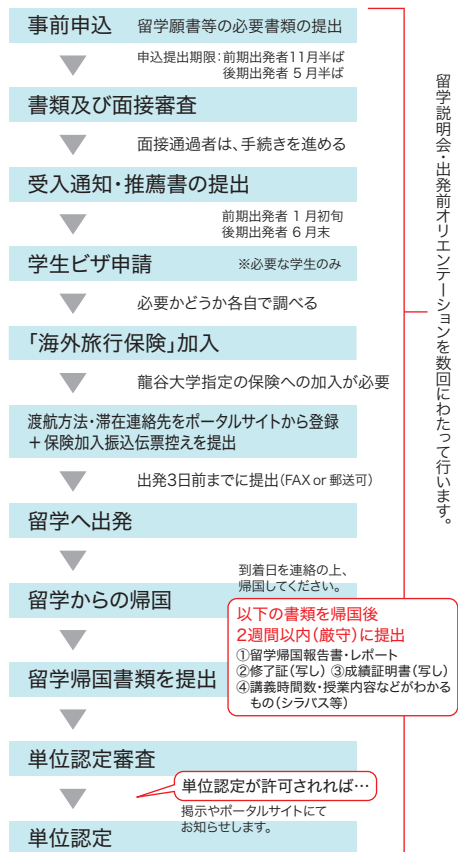 事前申込 留学願書等の必要書類の提出
申込提出期限：前期出発者11月半ば
後期出発者 5 月半ば
書類及び面接審査
面接通過者は、手続きを進める
受入通知・推薦書の提出
前期出発者 1 月初旬
後期出発者 6 月末
学生ビザ申請 ※必要な学生のみ
必要かどうか各自で調べる
「海外旅行保険」加入
龍谷大学指定の保険への加入が必要
渡航方法・滞在連絡先をポータルサイトから登録
＋保険加入振込伝票控えを提出
出発3日前までに提出（FAX or 郵送可）
留学へ出発
到着日を連絡の上、
帰国してください。
留学からの帰国
以下の書類を帰国後
2週間以内（厳守）に提出
①留学帰国報告書・レポート
②修了証（写し） ③成績証明書（写し）
④講義時間数・授業内容などがわかる
もの（シラバス等）
留学帰国書類を提出
単位認定審査
単位認定が許可されれば…
掲示やポータルサイトにて
お知らせします。
単位認定
留学説明会・出発前オリエンテーションを数回にわたって行います。